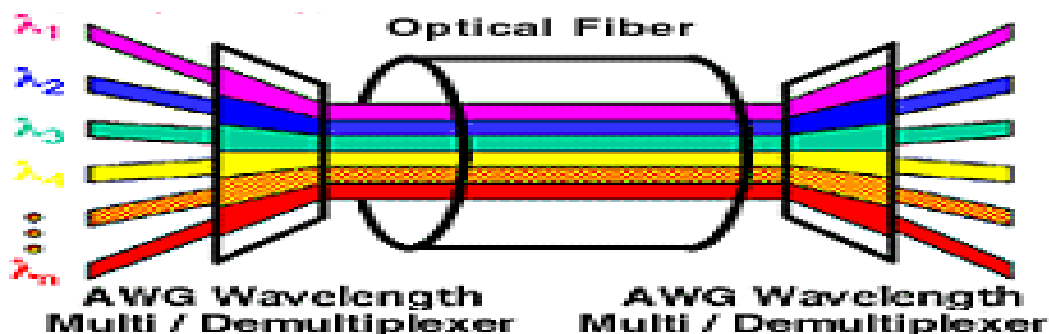 Optical Fiber
λ1
λ2
λ3
λ4
λn
AWG Wavelength
Multi / Demultiplexer
AWG Wavelength
Multi / Demultiplexer